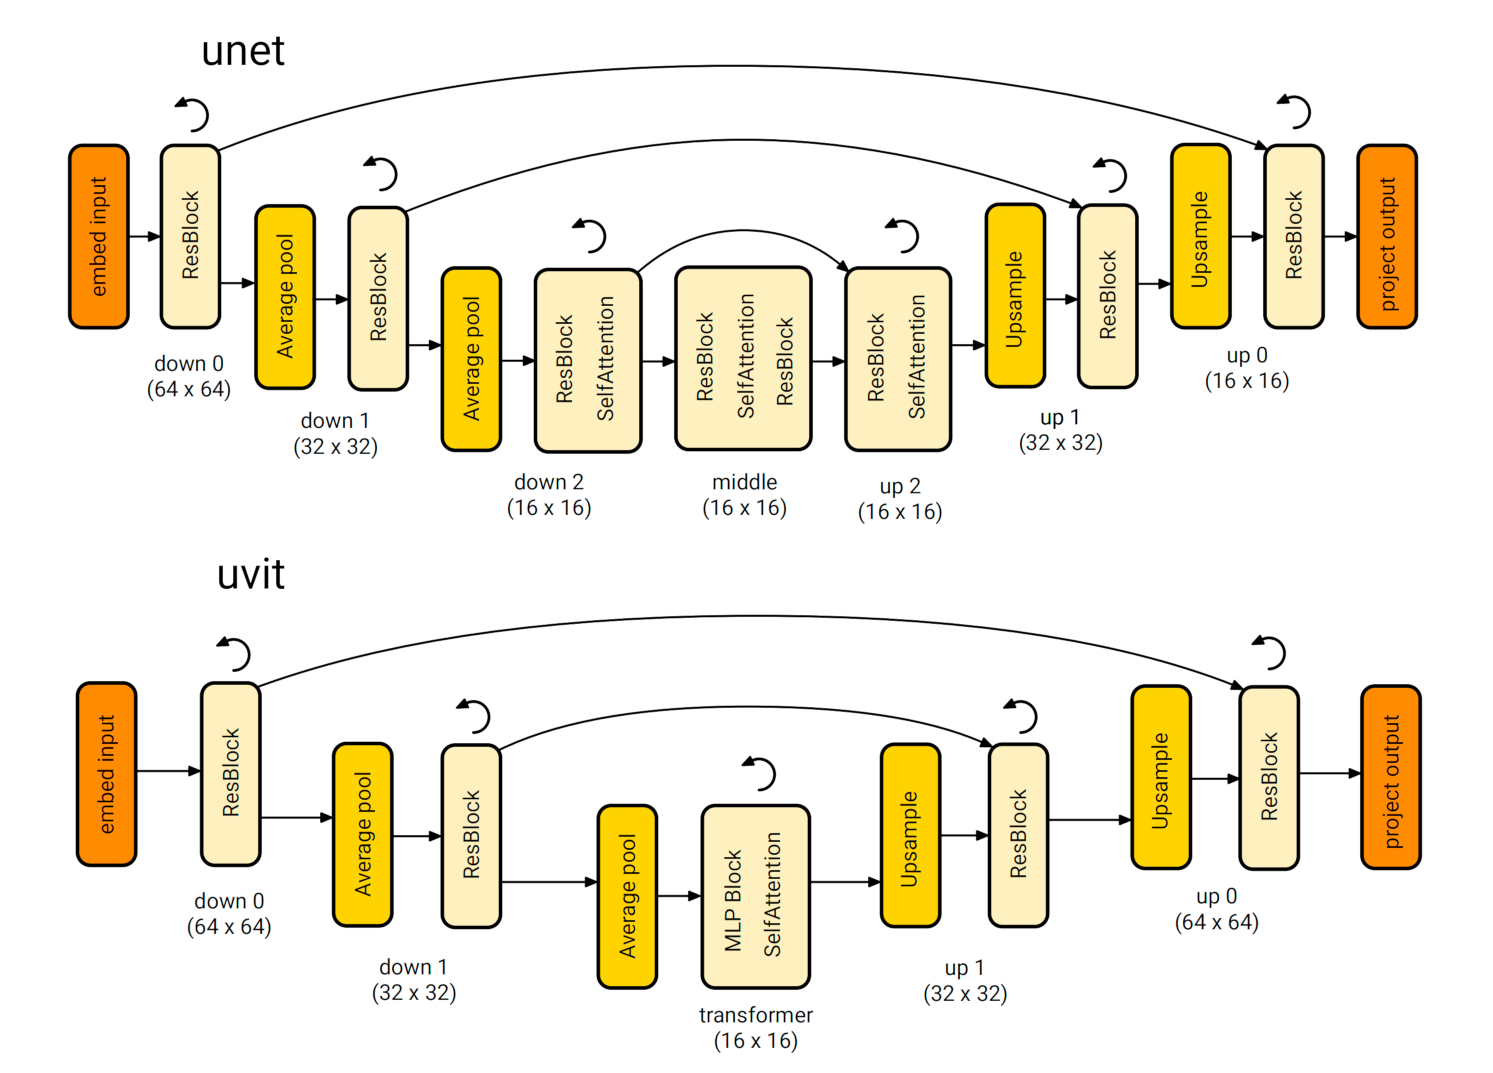 unet
embed input
ResBlock
down 0
(64 x 64)
Average pool
ResBlock
down 1
(32 x 32)
Average pool
ResBlock
SelfAttention
down 2
(16 x 16)
ResBlock
SelfAttention
ResBlock
middle
(16 x 16)
ResBlock
SelfAttention
up 2
(16 x 16)
Upsample
ResBlock
up 1
(32 x 32)
Upsample
ResBlock
up 0
(16 x 16)
project output
uvit
embed input
ResBlock
down 0
(64 x 64)
Average pool
ResBlock
down 1
(32 x 32)
Average pool
MLP Block
SelfAttention
transformer
(16 x 16)
Upsample
ResBlock
up 1
(32 x 32)
Upsample
ResBlock
up 0
(64 x 64)
project output